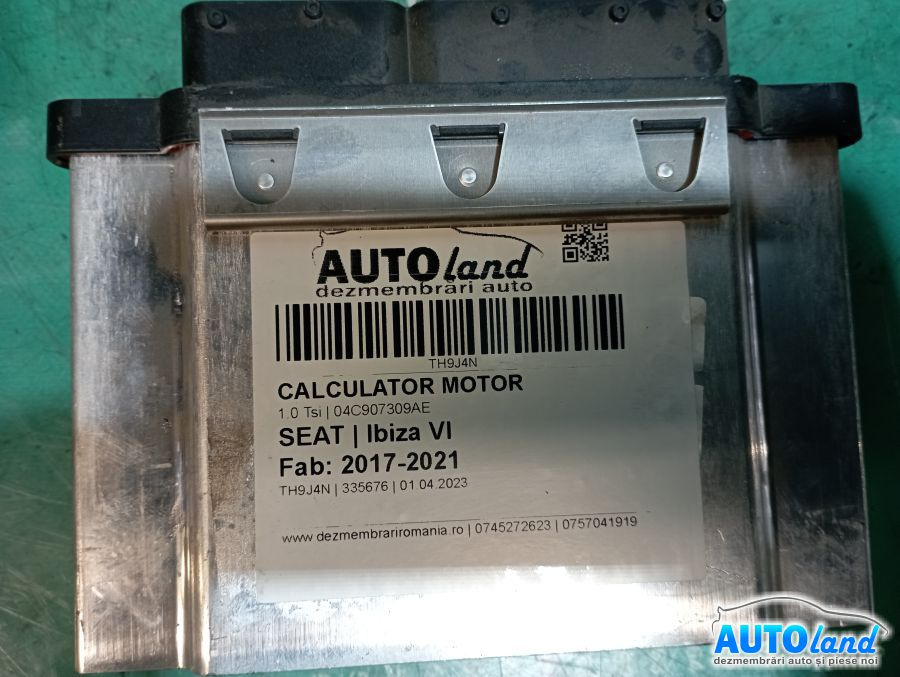 AUTOland
dezmembrări auto
TH9J4N
CALCULATOR MOTOR
1.0 Tsi | 04C907309AE
SEAT | Ibiza VI
Fab: 2017-2021
TH9J4N | 335676 | 01.04.2023
www.dezmembrariromania.ro | 0745272623 | 0757041919
AUTOland
dezmembrări auto și piese noi